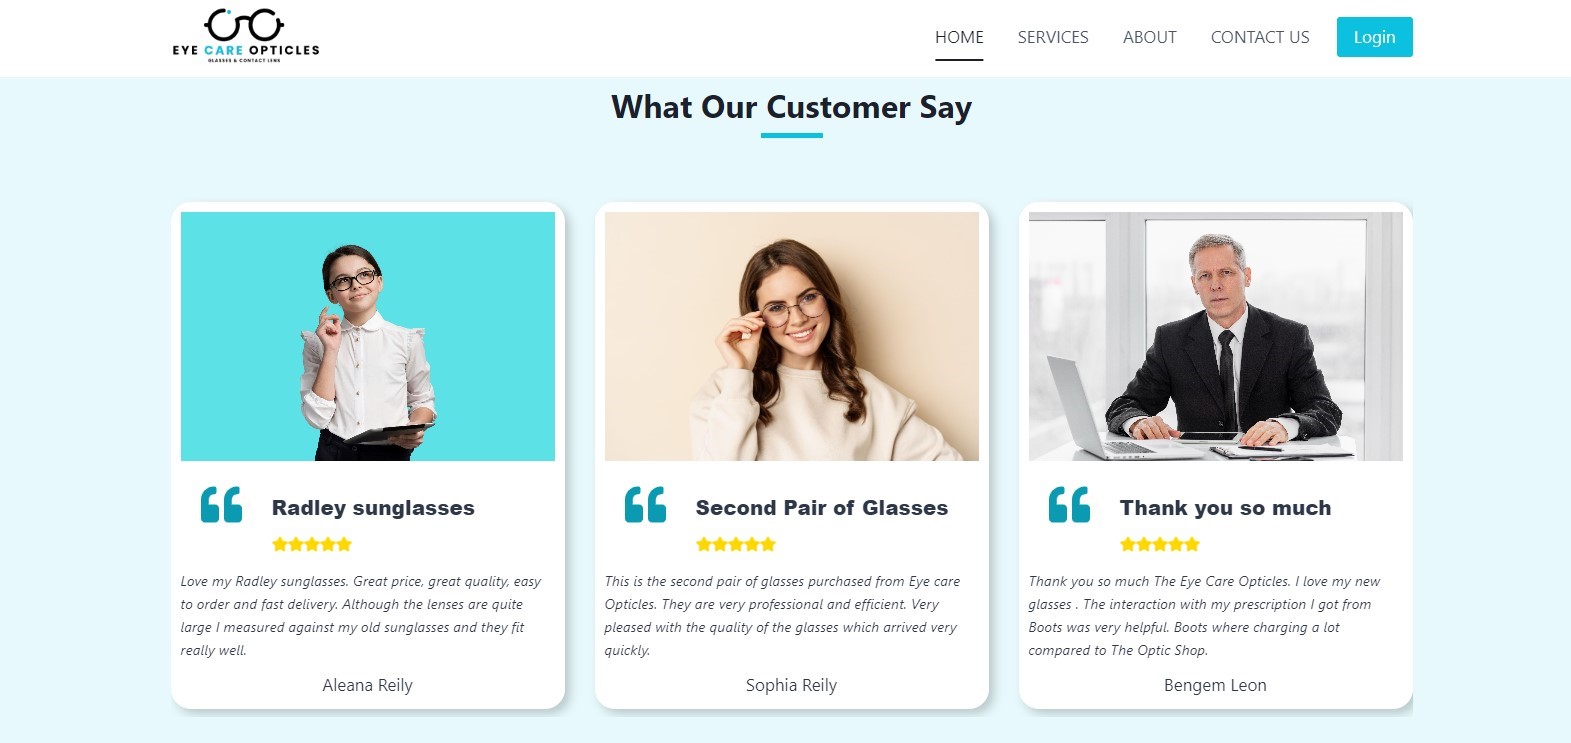 EYE CARE OPTICLES
GLASSES & CONTACT LENS
HOME SERVICES ABOUT CONTACT US Login
What Our Customer Say
Radley sunglasses
Love my Radley sunglasses. Great price, great quality, easy
to order and fast delivery. Although the lenses are quite
large I measured against my old sunglasses and they fit
really well.
Aleana Reily
Second Pair of Glasses
This is the second pair of glasses purchased from Eye care
Opticles. They are very professional and efficient. Very
pleased with the quality of the glasses which arrived very
quickly.
Sophia Reily
Thank you so much
Thank you so much The Eye Care Opticles. I love my new
glasses . The interaction with my prescription I got from
Boots was very helpful. Boots where charging a lot
compared to The Optic Shop.
Bengem Leon